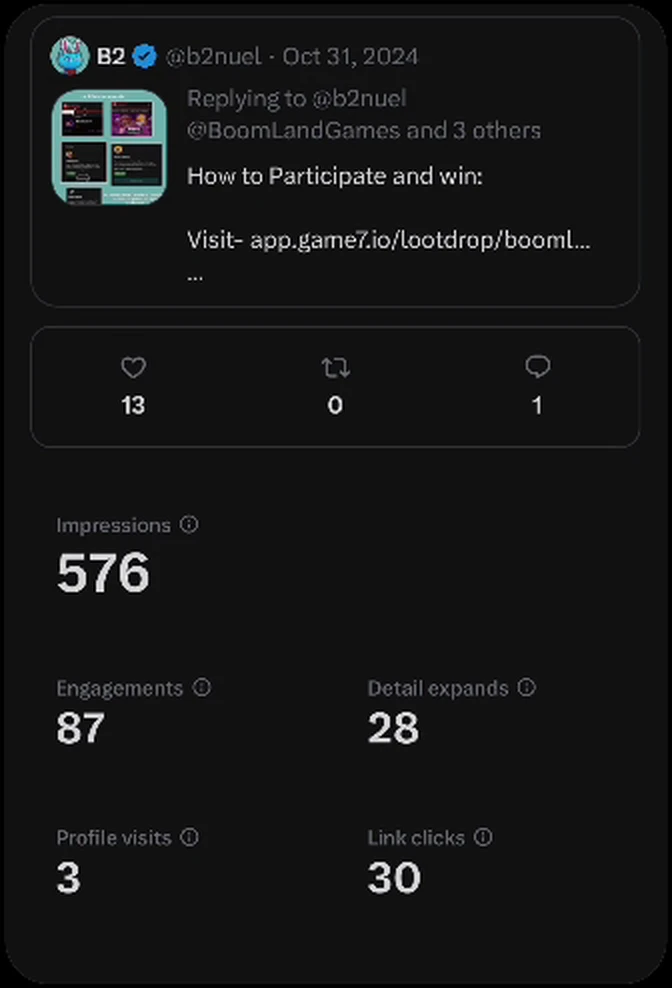 B2 @b2nuel · Oct 31, 2024
Replying to @b2nuel
@BoomLandGames and 3 others
How to Participate and win:
Visit- app.game7.io/lootdrop/booml...
...
13 0 1
Impressions
576
Engagements Detail expands
87 28
Profile visits Link clicks
3 30